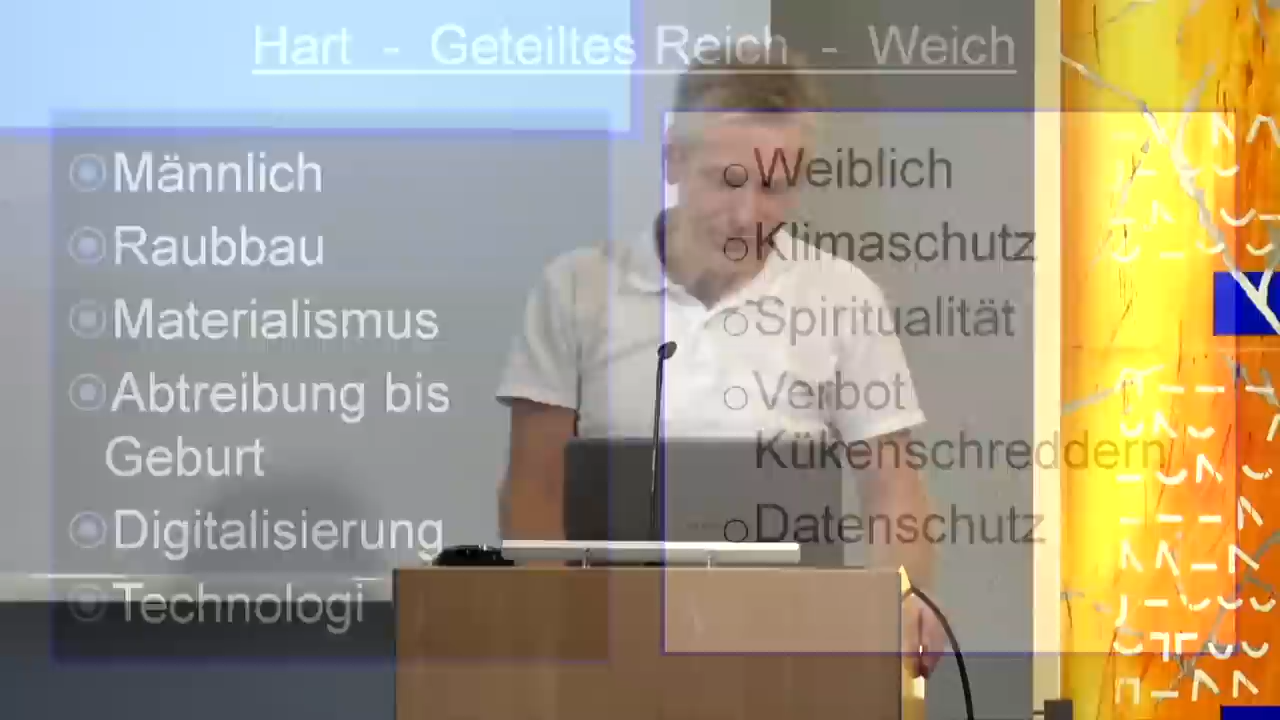 Hart - Geteiltes Reich - Weich
Männlich
Raubbau
Materialismus
Abtreibung bis
Geburt
Digitalisierung
Technologi
Weiblich
Klimaschutz
Spiritualität
Verbot
Kükenschreddern
Datenschutz